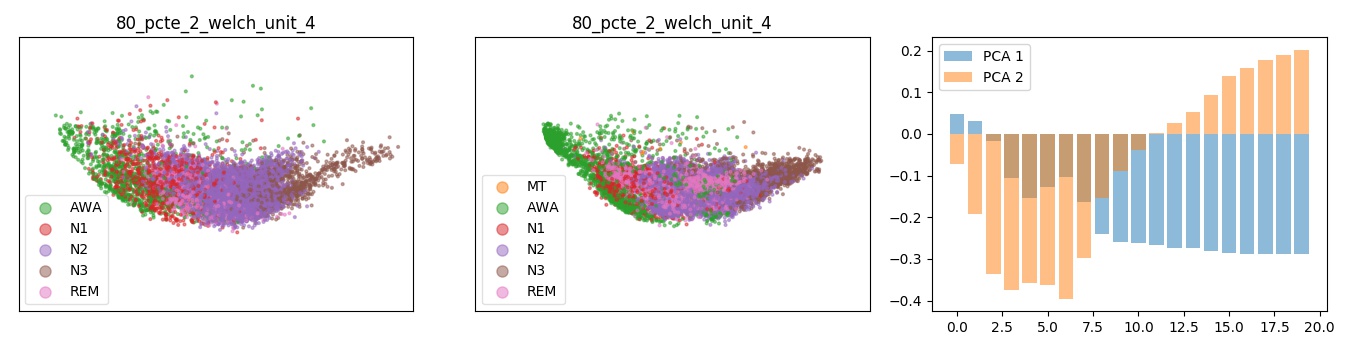 80_pcte_2_welch_unit_4
AWA
N1
N2
N3
REM
80_pcte_2_welch_unit_4
MT
AWA
N1
N2
N3
REM
PCA 1
PCA 2
0.2
0.1
0.0
−0.1
−0.2
−0.3
−0.4
0.0 2.5 5.0 7.5 10.0 12.5 15.0 17.5 20.0